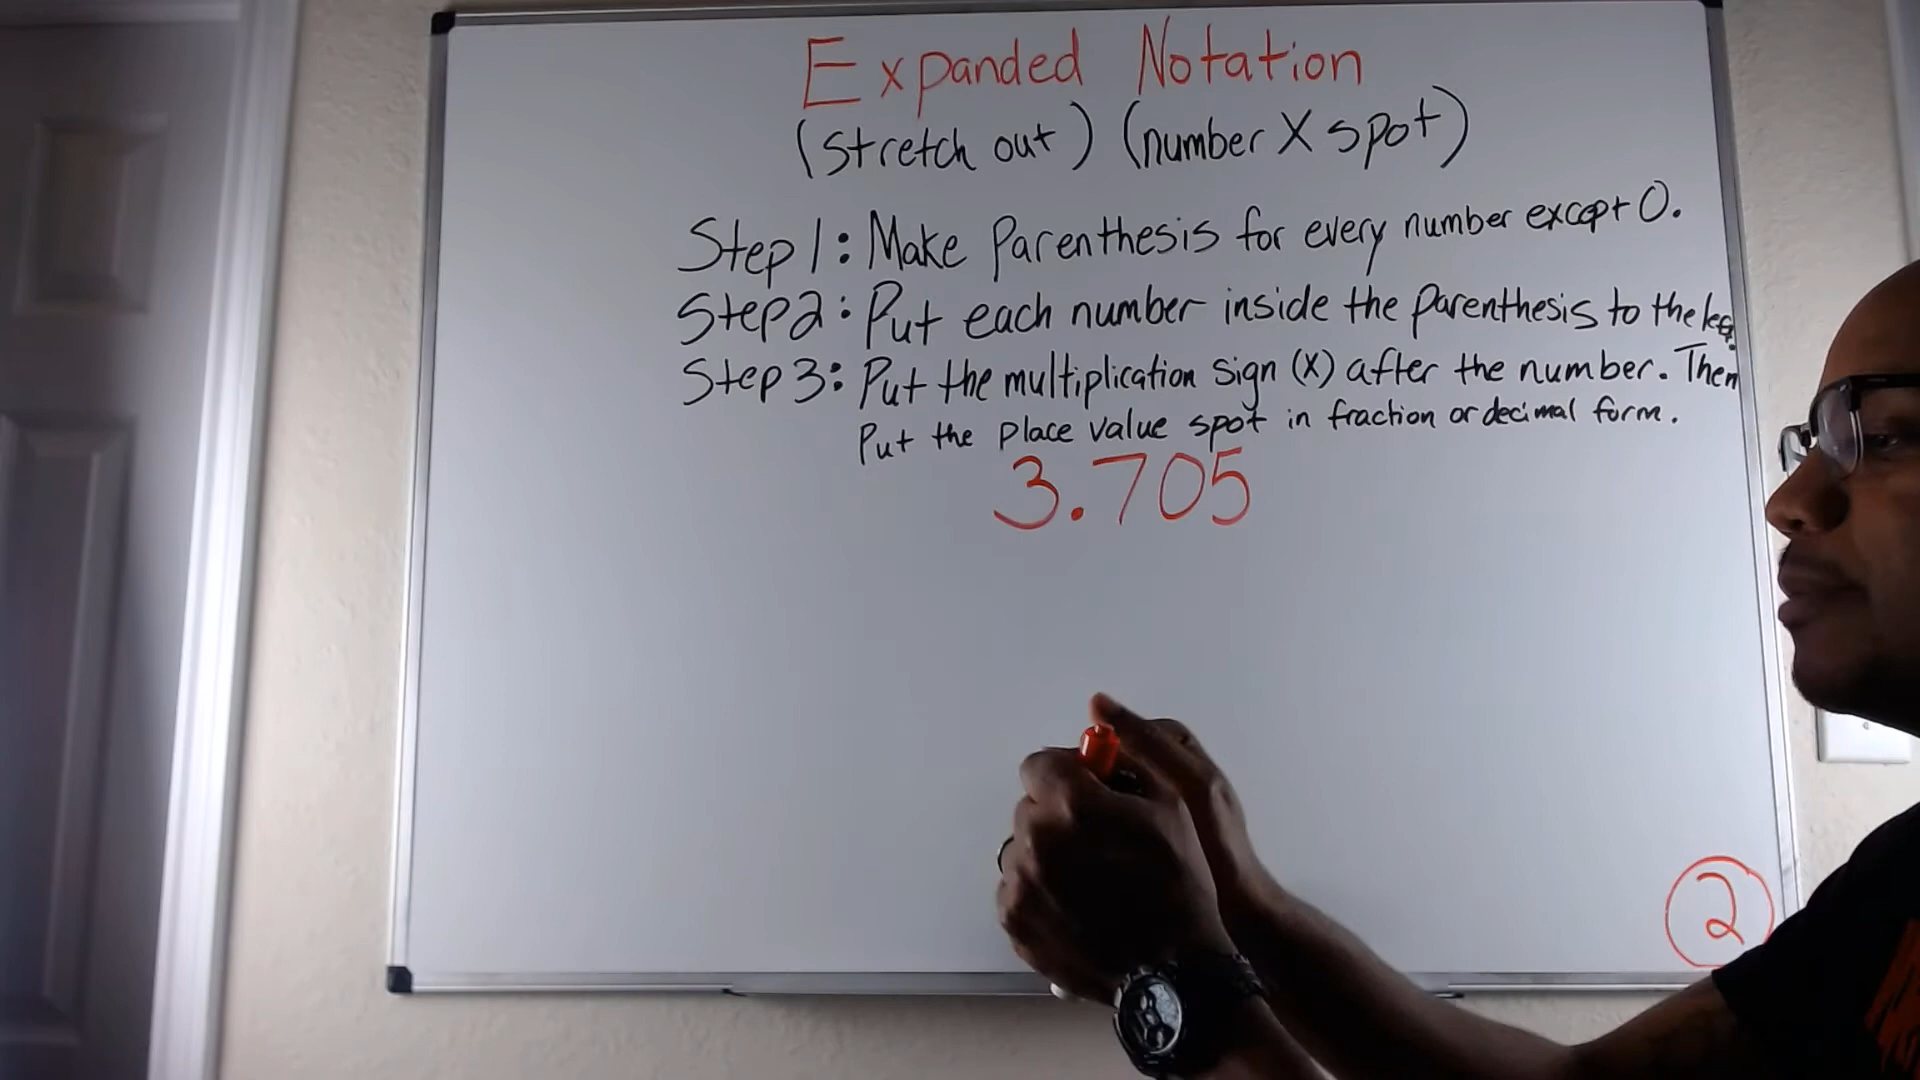 Expanded Notation
(stretch out) (number X spot)
Step 1: Make Parenthesis for every number except 0.
Step 2: Put each number inside the Parenthesis to the
Step 3: Put the multiplication sign (X) after the number. Then
Put the place value spot in fraction or decimal form.
3.705
2